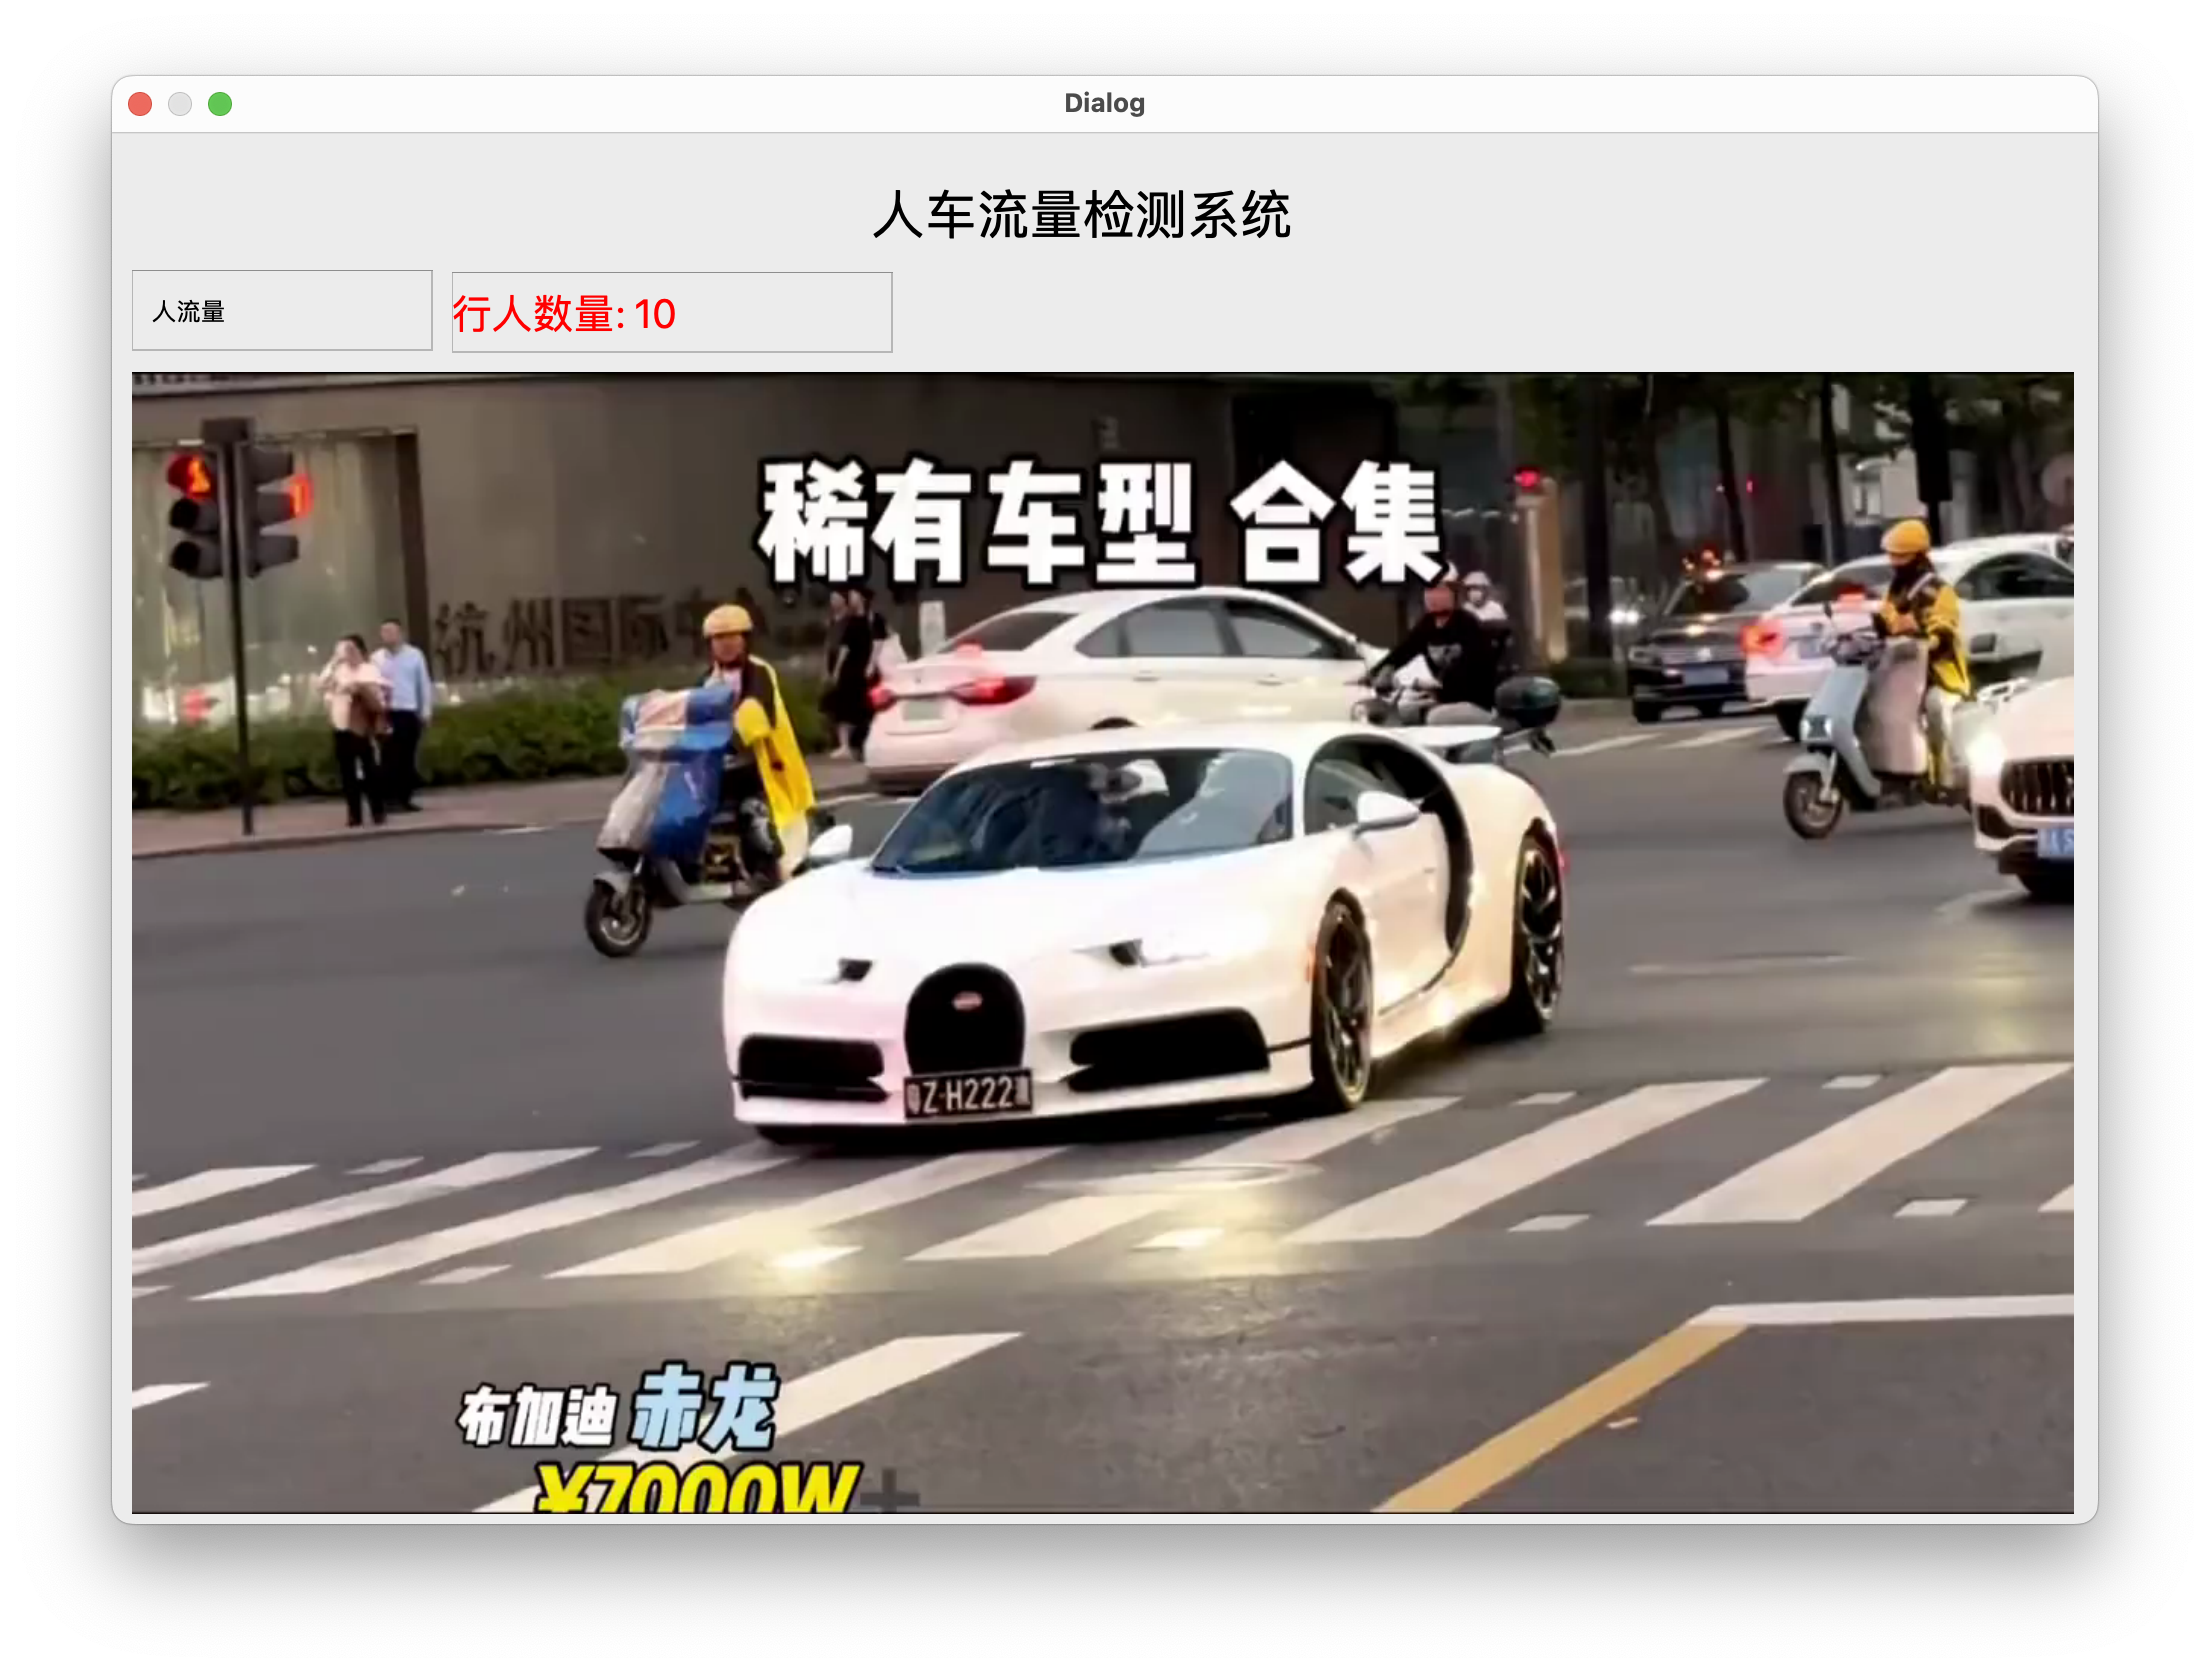 Dialog
人车流量检测系统
人流量
行人数量: 10
稀有车型 合集
杭州国际中心
Z·H222
布加迪 赤龙
¥7000W